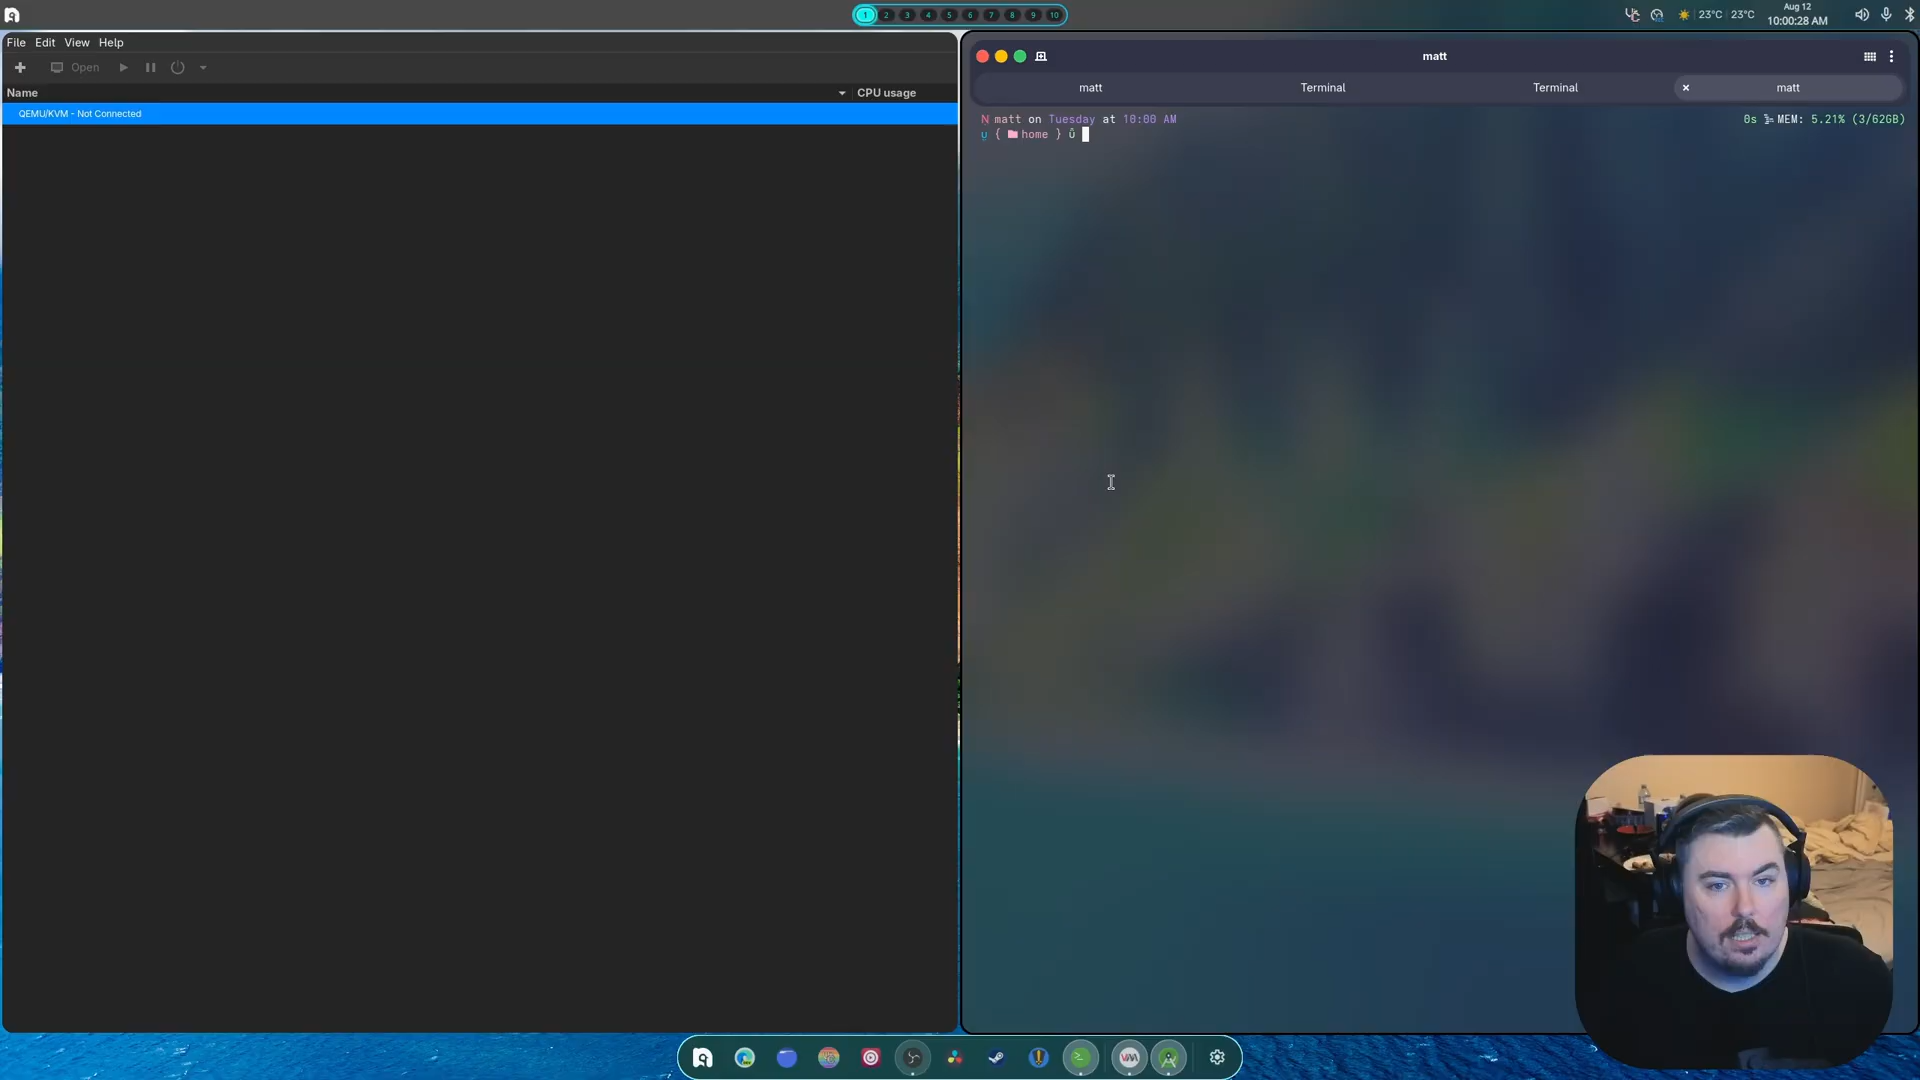 1 2 3 4 5 6 7 8 9 10
23°C 23°C
Aug 12
10:00:28 AM
File Edit View Help
Open
Name CPU usage
QEMU/KVM - Not Connected
matt
matt Terminal Terminal matt
N matt on Tuesday at 10:00 AM 0s MEM: 5.21% (3/62GB)
{ home }